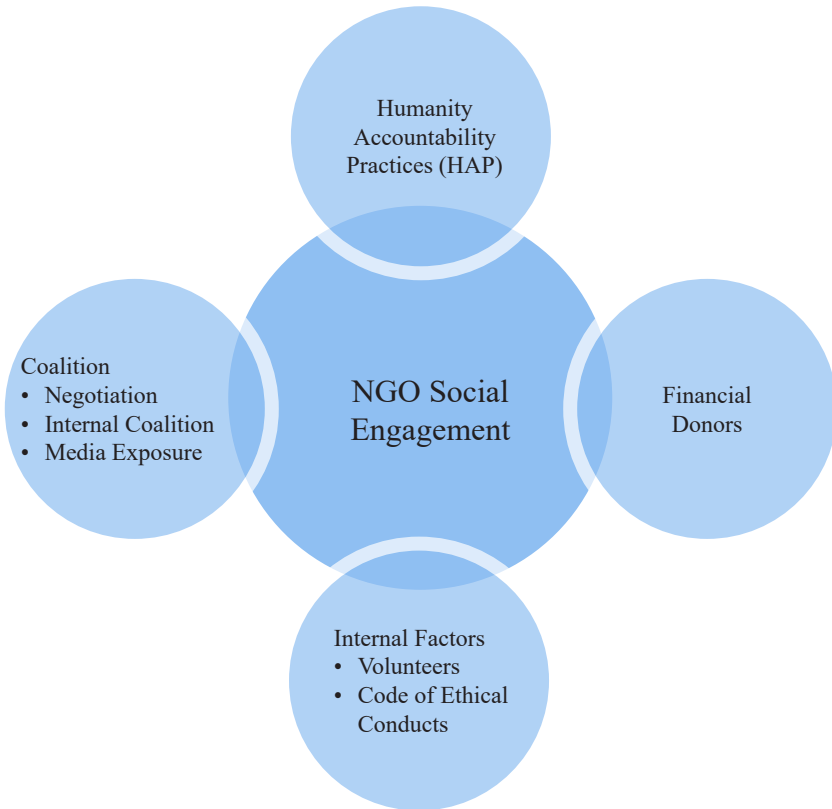 Humanity
Accountability
Practices (HAP)
Coalition
• Negotiation
• Internal Coalition
• Media Exposure
NGO Social
Engagement
Financial
Donors
Internal Factors
• Volunteers
• Code of Ethical
Conducts